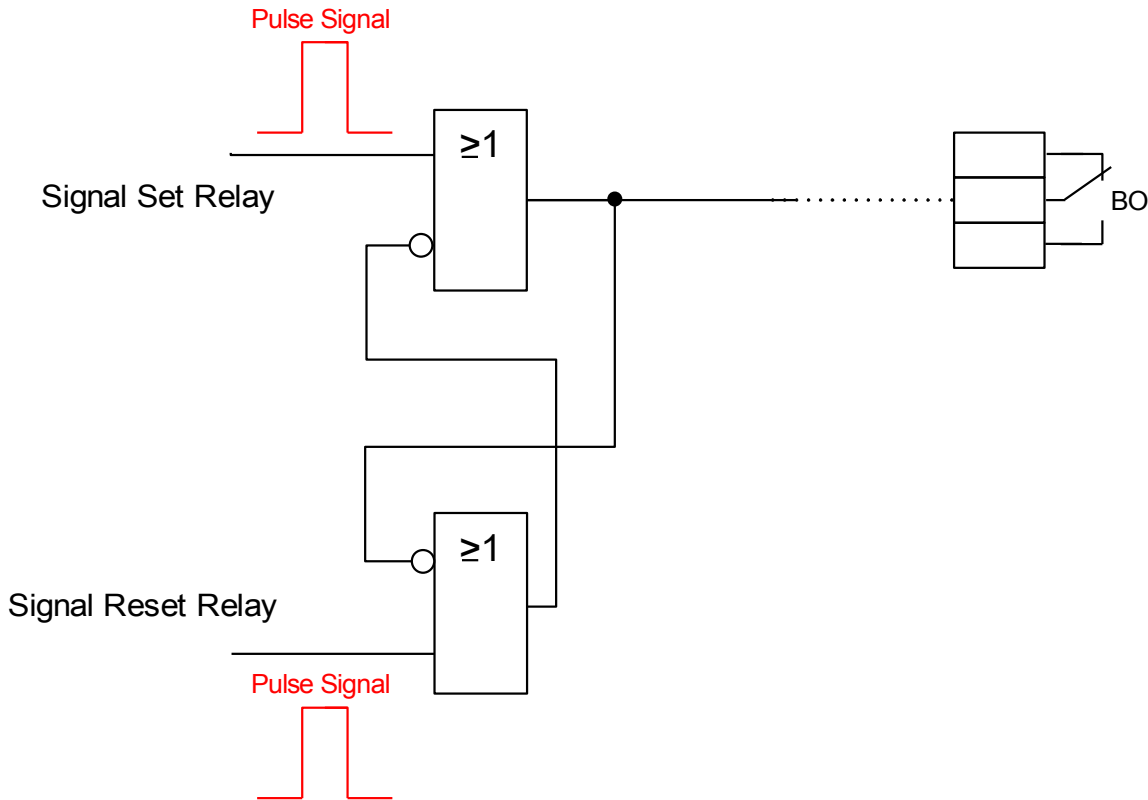 Pulse Signal
≥1
Signal Set Relay
BO
≥1
Signal Reset Relay
Pulse Signal